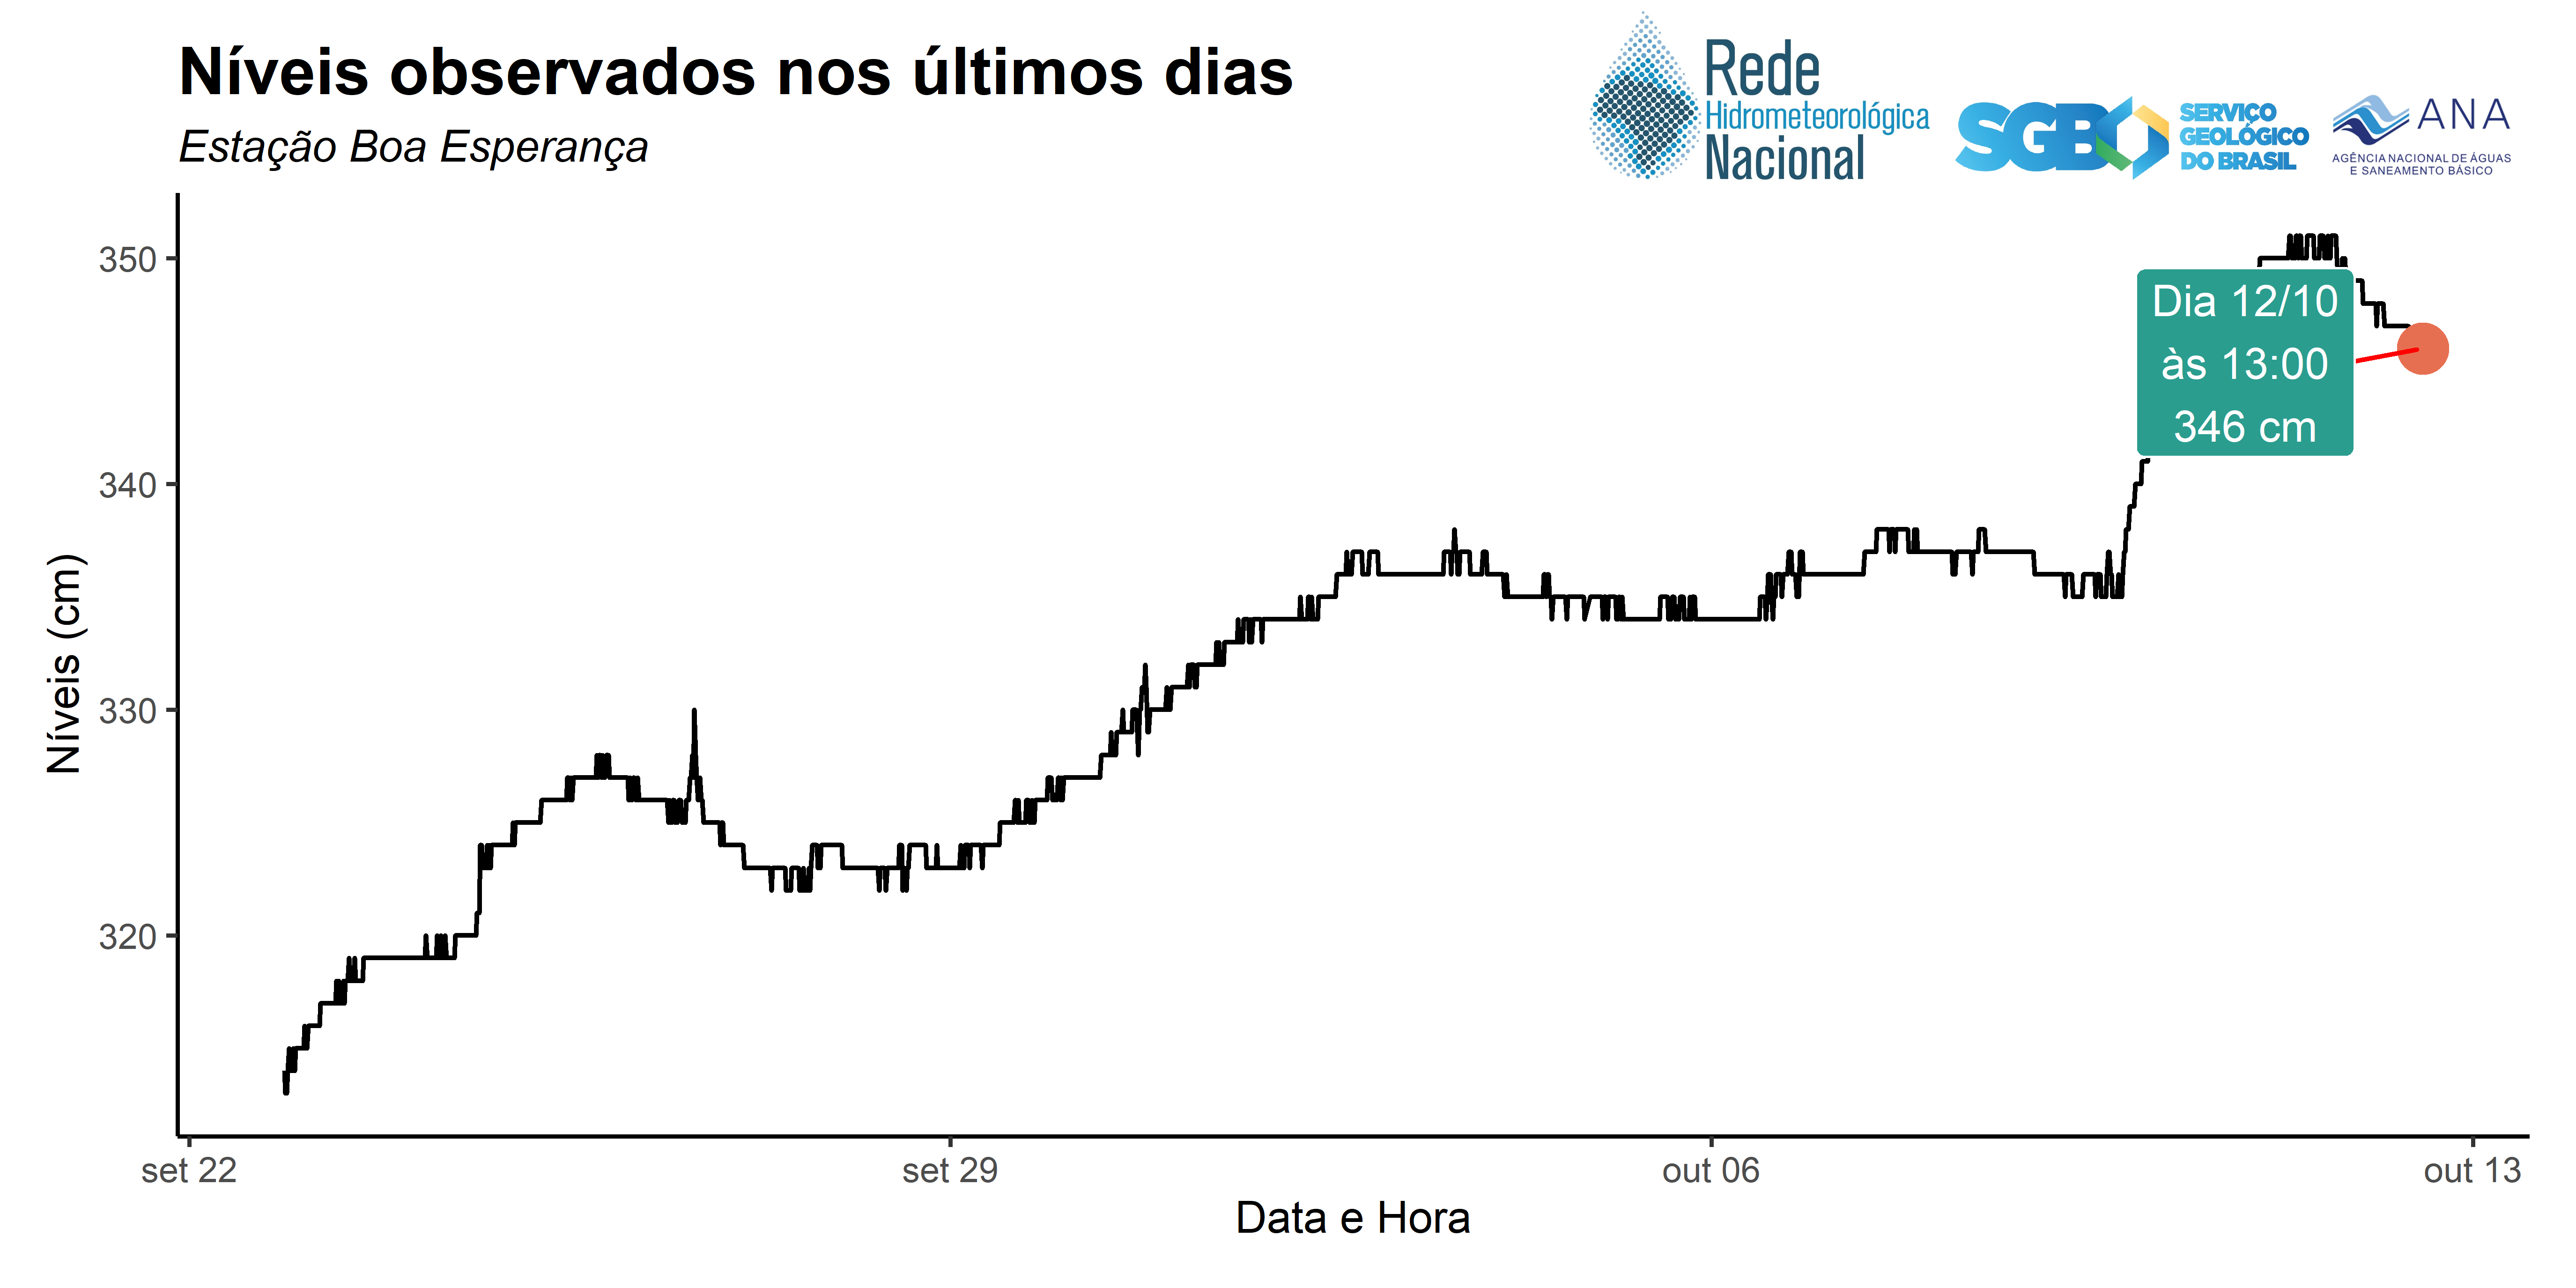 Níveis observados nos últimos dias
Estação Boa Esperança
Rede
Hidrometeorológica
Nacional
SGB
SERVIÇO
GEOLÓGICO
DO BRASIL
ANA
AGÊNCIA NACIONAL DE ÁGUAS
E SANEAMENTO BÁSICO
350
340
330
320
Níveis (cm)
Dia 12/10
às 13:00
346 cm
set 22
set 29
out 06
out 13
Data e Hora